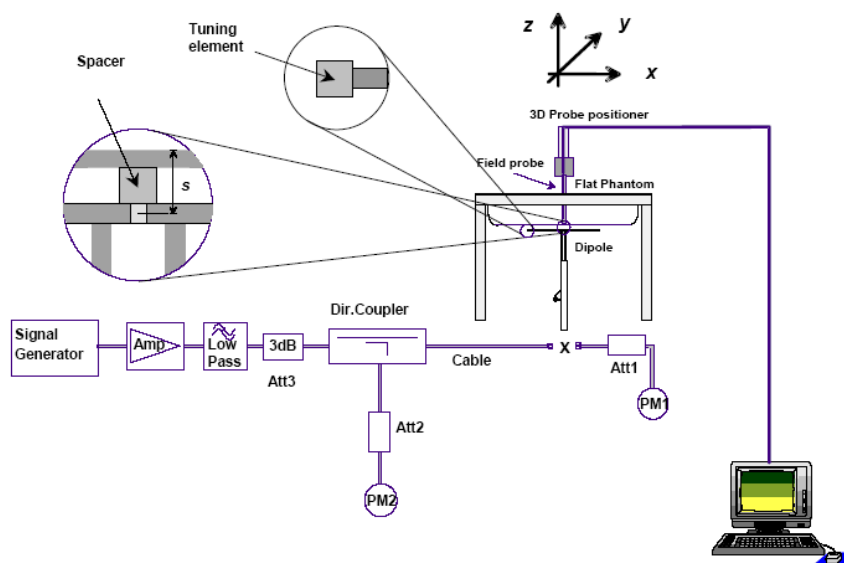 Tuning
element
Spacer
s
z
y
x
3D Probe positioner
Field probe
Flat Phantom
Dipole
Signal
Generator
Amp
Low
Pass
3dB
Att3
Dir.Coupler
Cable
X
Att1
PM1
Att2
PM2